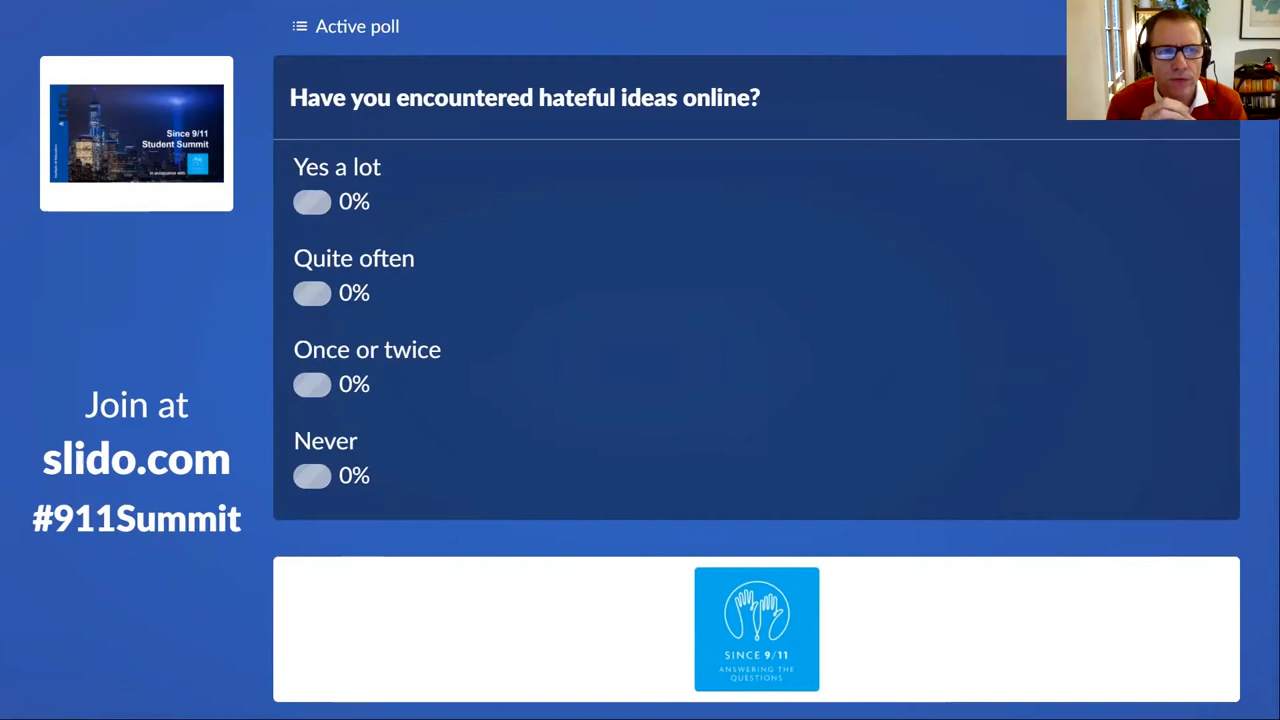 Active poll
Have you encountered hateful ideas online?
Yes a lot
0%
Quite often
0%
Once or twice
0%
Never
0%
Since 9/11
Student Summit
Join at
slido.com
#911Summit
SINCE 9/11
ANSWERING THE
QUESTIONS